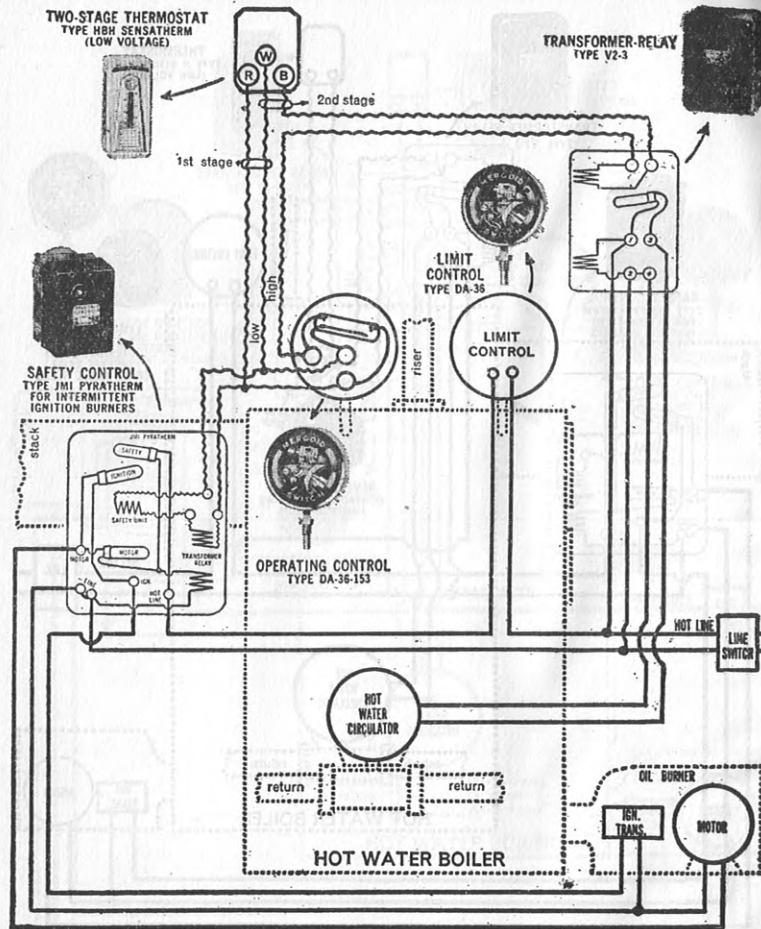 TWO-STAGE THERMOSTAT
TYPE HBH SENSATHERM
(LOW VOLTAGE)
TRANSFORMER-RELAY
TYPE V2-3
W
R
B
2nd stage
1st stage
low
high
MERCOID
LIMIT
CONTROL
TYPE DA-36
LIMIT
CONTROL
riser
SAFETY CONTROL
TYPE JMI PYRATHERM
FOR INTERMITTENT
IGNITION BURNERS
stack
JMI PYRATHERM
SAFETY
IGNITION
SAFETY UNIT
MOTOR
TRANSFORMER
RELAY
MOTOR
LINE
IGN
HOT
LINE
MERCOID
SWITCH
OPERATING CONTROL
TYPE DA-36-153
HOT LINE
LINE
SWITCH
HOT
WATER
CIRCULATOR
return
return
HOT WATER BOILER
OIL BURNER
IGN.
TRANS.
MOTOR